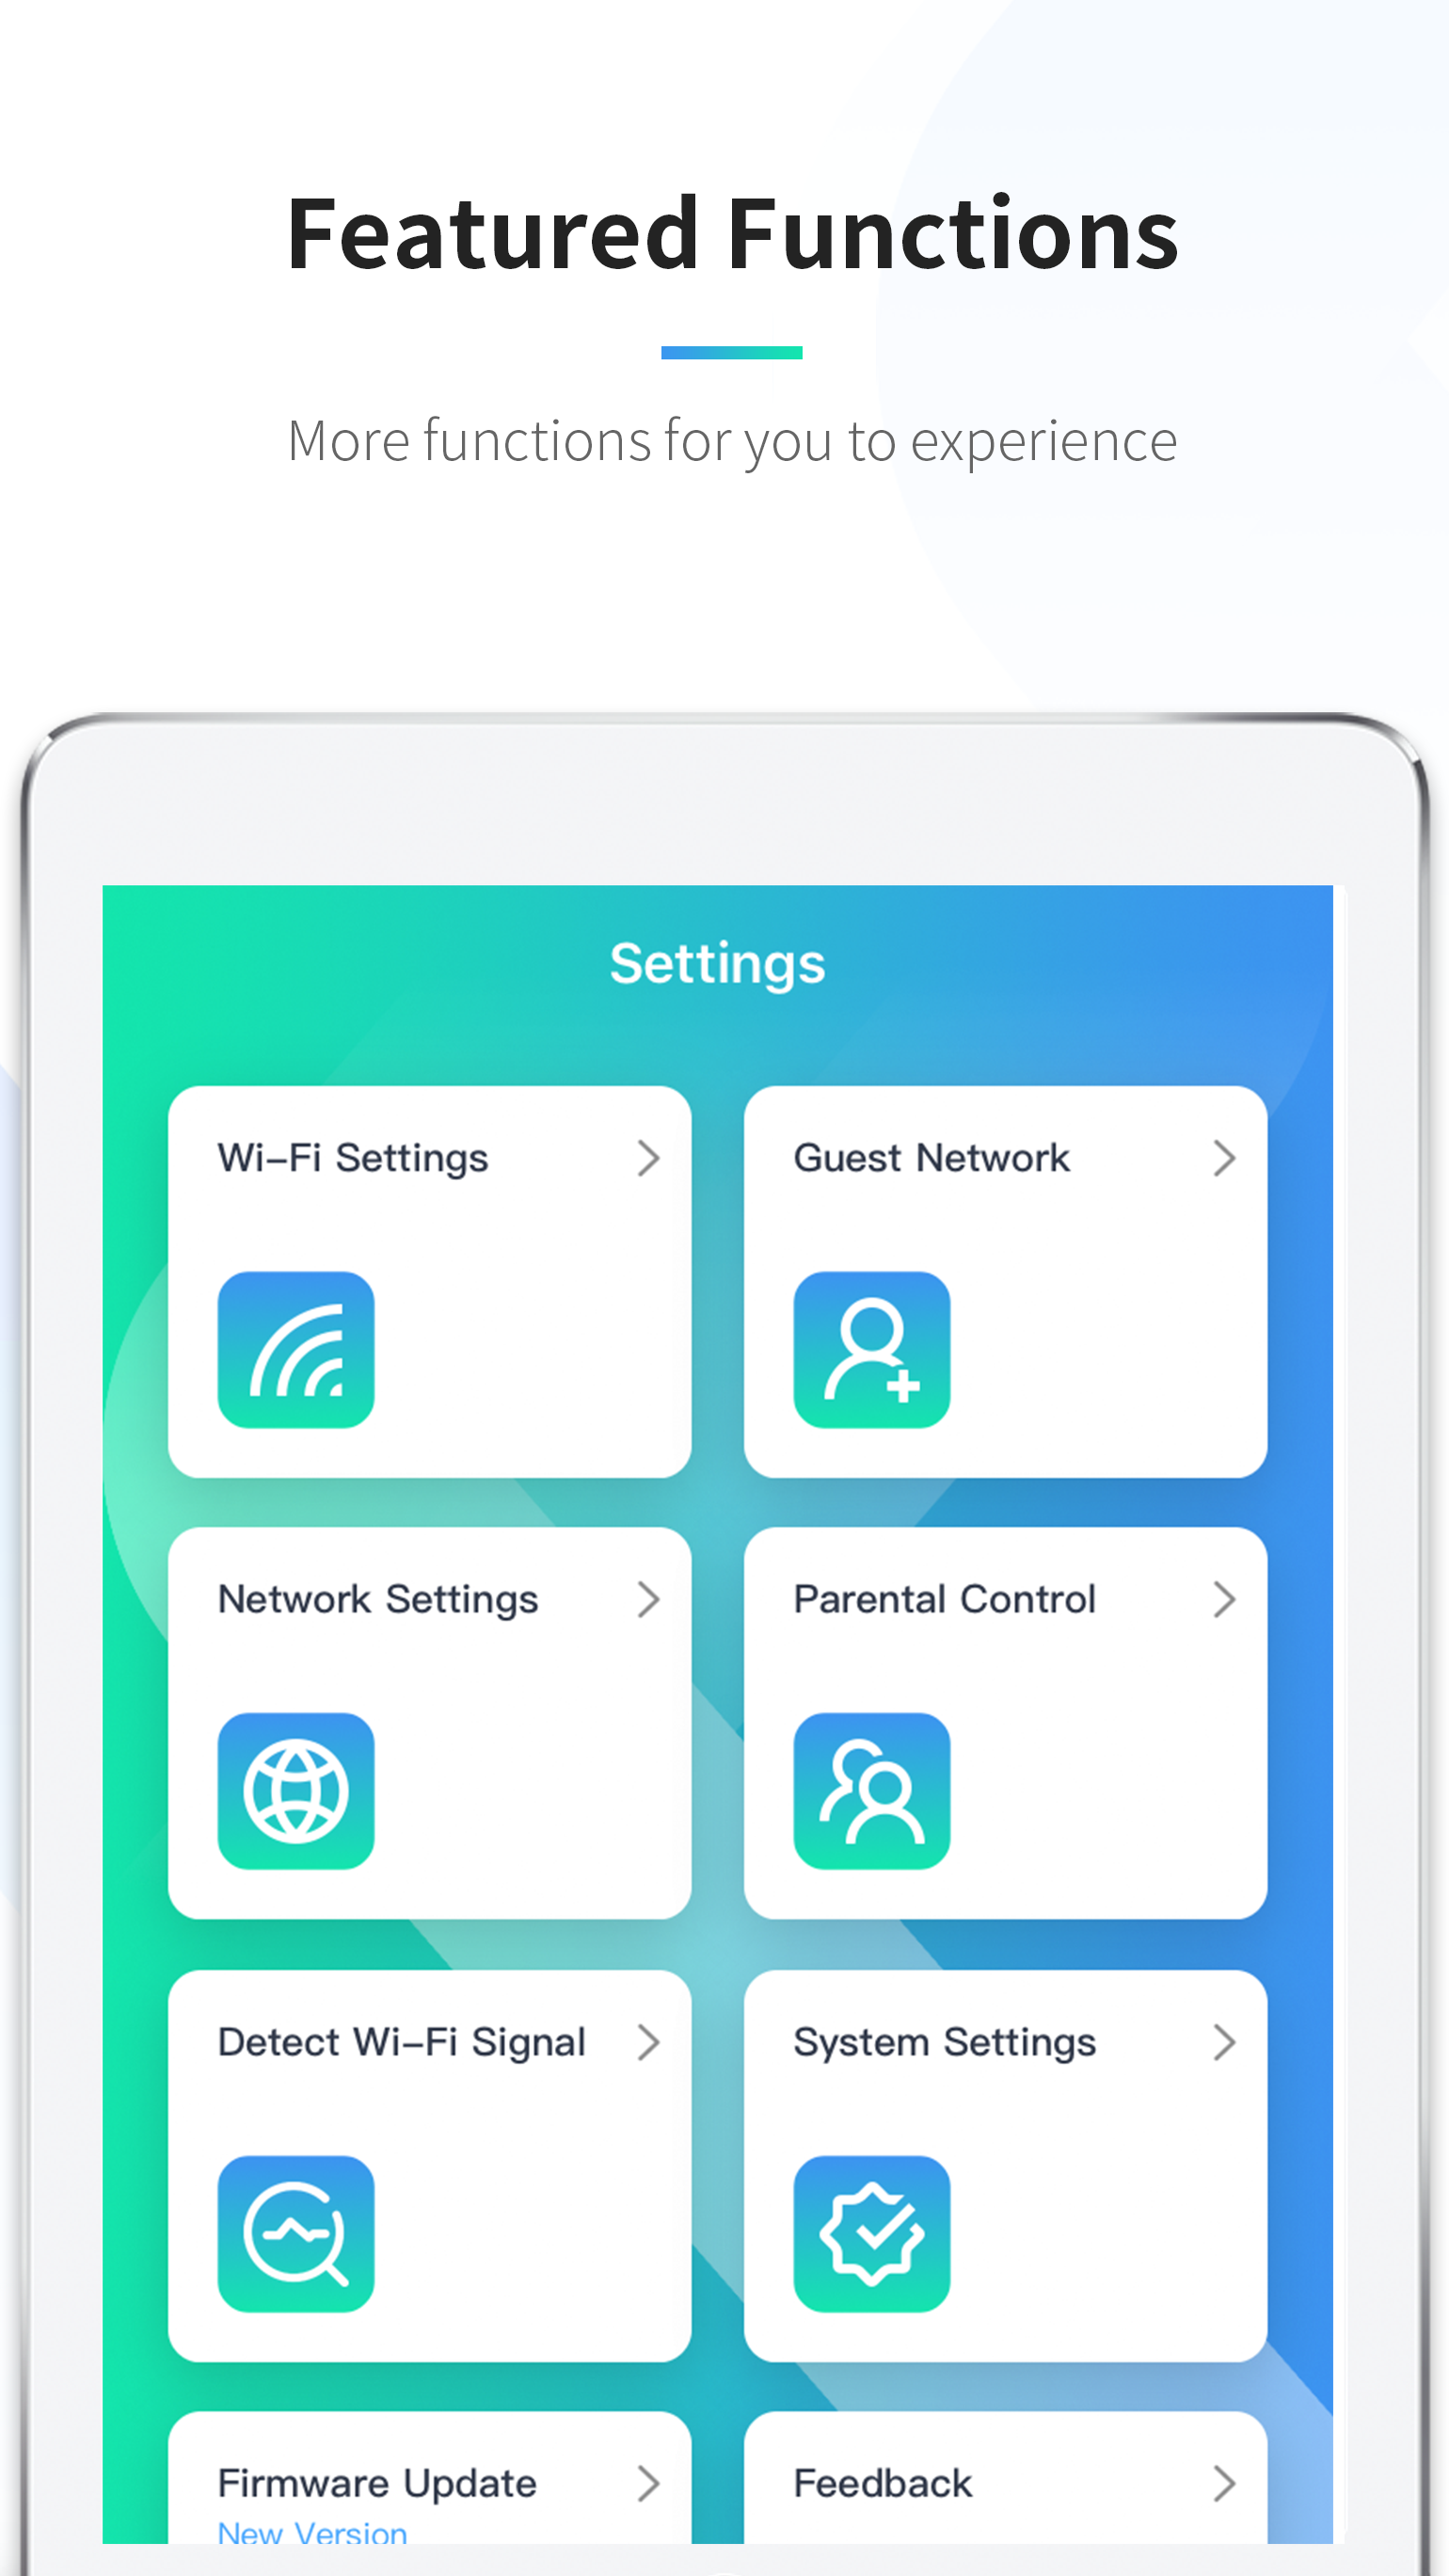 Featured Functions
More functions for you to experience
Settings
Wi-Fi Settings
Guest Network
Network Settings
Parental Control
Detect Wi-Fi Signal
System Settings
Firmware Update
New Version
Feedback